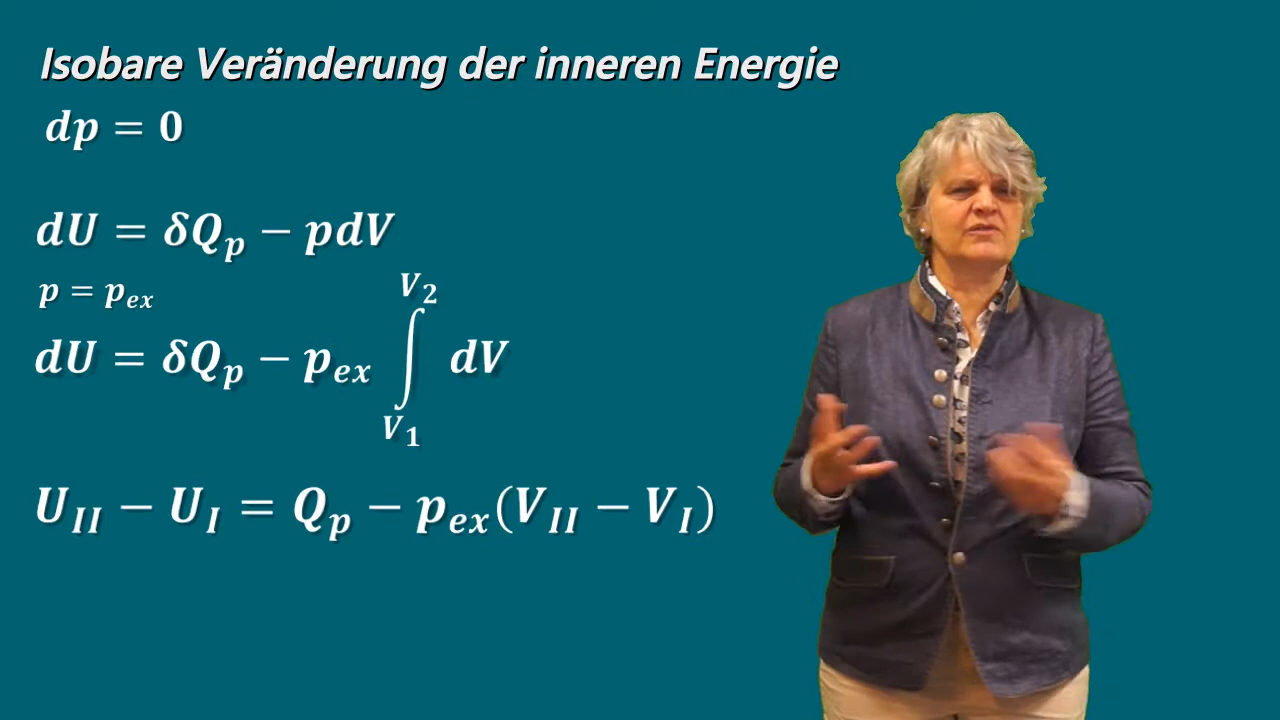 Isobare Veränderung der inneren Energie
dp = 0
dU = δQ_p − pdV
p = p_ex
dU = δQ_p − p_ex ∫_{V_1}^{V_2} dV
U_II − U_I = Q_p − p_ex(V_II − V_I)